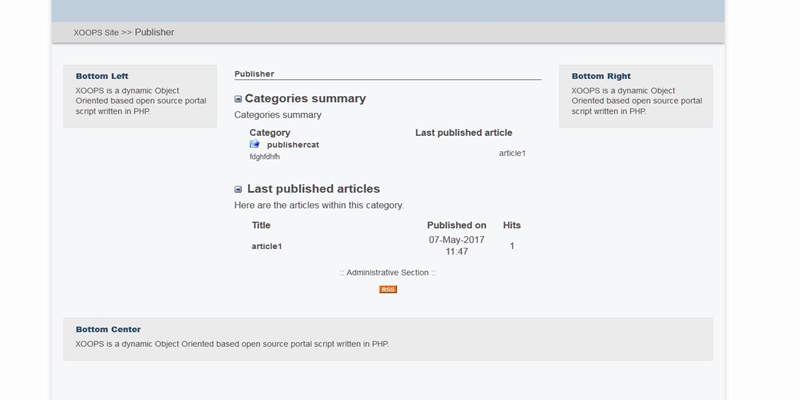 XOOPS Site >> Publisher
Bottom Left
XOOPS is a dynamic Object
Oriented based open source portal
script written in PHP.
Publisher
Categories summary
Categories summary
Category Last published article
publishercat
fdghfdhfh
article1
Last published articles
Here are the articles within this category.
Title Published on Hits
article1 07-May-2017 11:47 1
:: Administrative Section ::
RSS
Bottom Right
XOOPS is a dynamic Object
Oriented based open source portal
script written in PHP.
Bottom Center
XOOPS is a dynamic Object Oriented based open source portal script written in PHP.